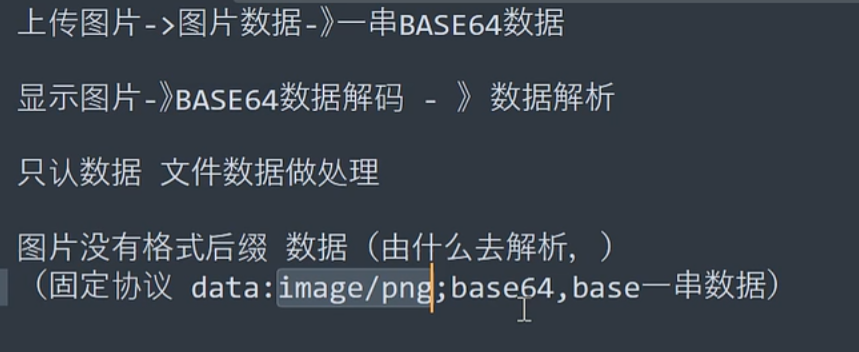 上传图片->图片数据-》一串BASE64数据
显示图片-》BASE64数据解码 - 》 数据解析
只认数据 文件数据做处理
图片没有格式后缀 数据（由什么去解析，）
（固定协议 data:image/png;base64,base一串数据）